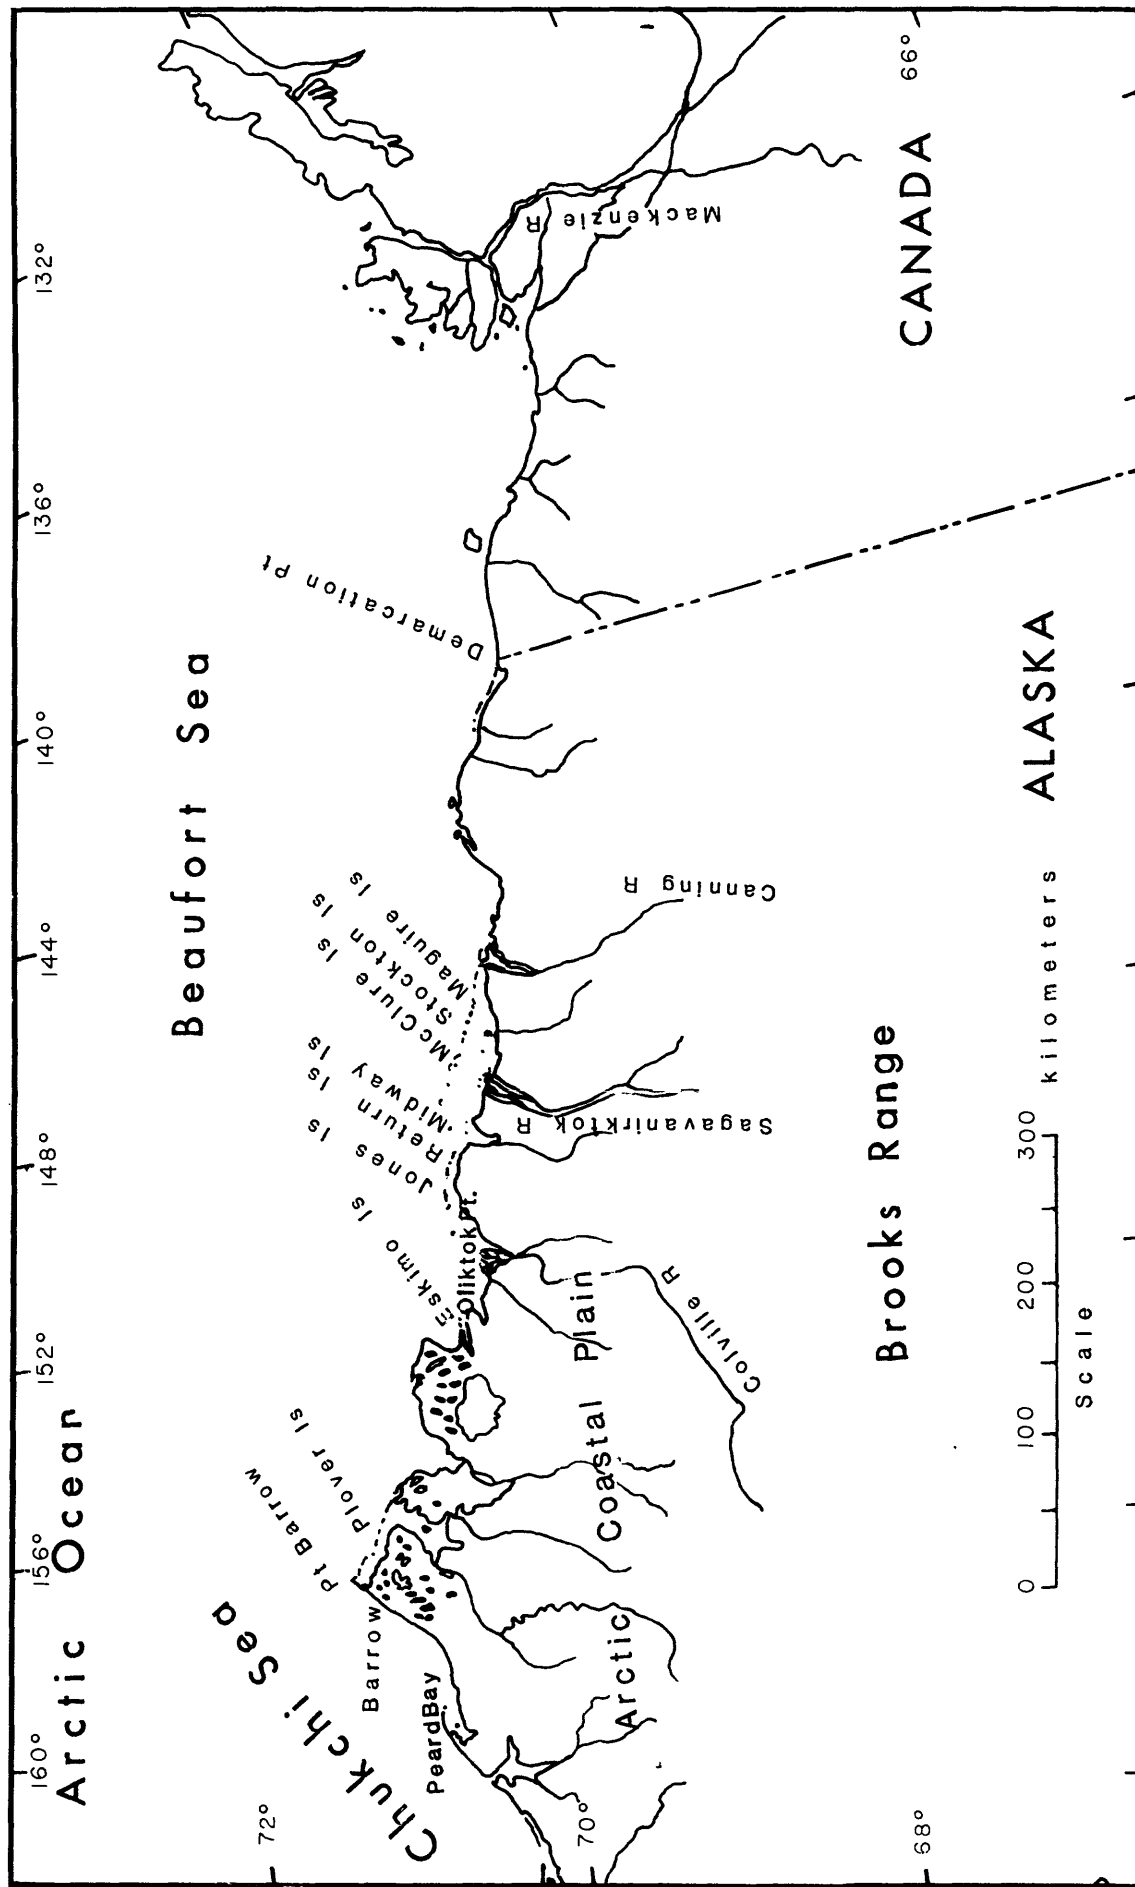 160°
156°
152°
148°
144°
140°
136°
132°
Arctic Ocean
Beaufort Sea
Chukchi Sea
72°
70°
68°
66°
Pt Barrow
Plover Is
Barrow
Peard Bay
Eskimo Is
Oliktok Pt.
Jones Is
Return Is
Midway Is
McClure Is
Stockton Is
Maguire Is
Demarcation Pt
Mackenzie R
Canning R
Sagavanirktok R
Colville R
Arctic Coastal Plain
Brooks Range
ALASKA
CANADA
0 100 200 300 kilometers
Scale